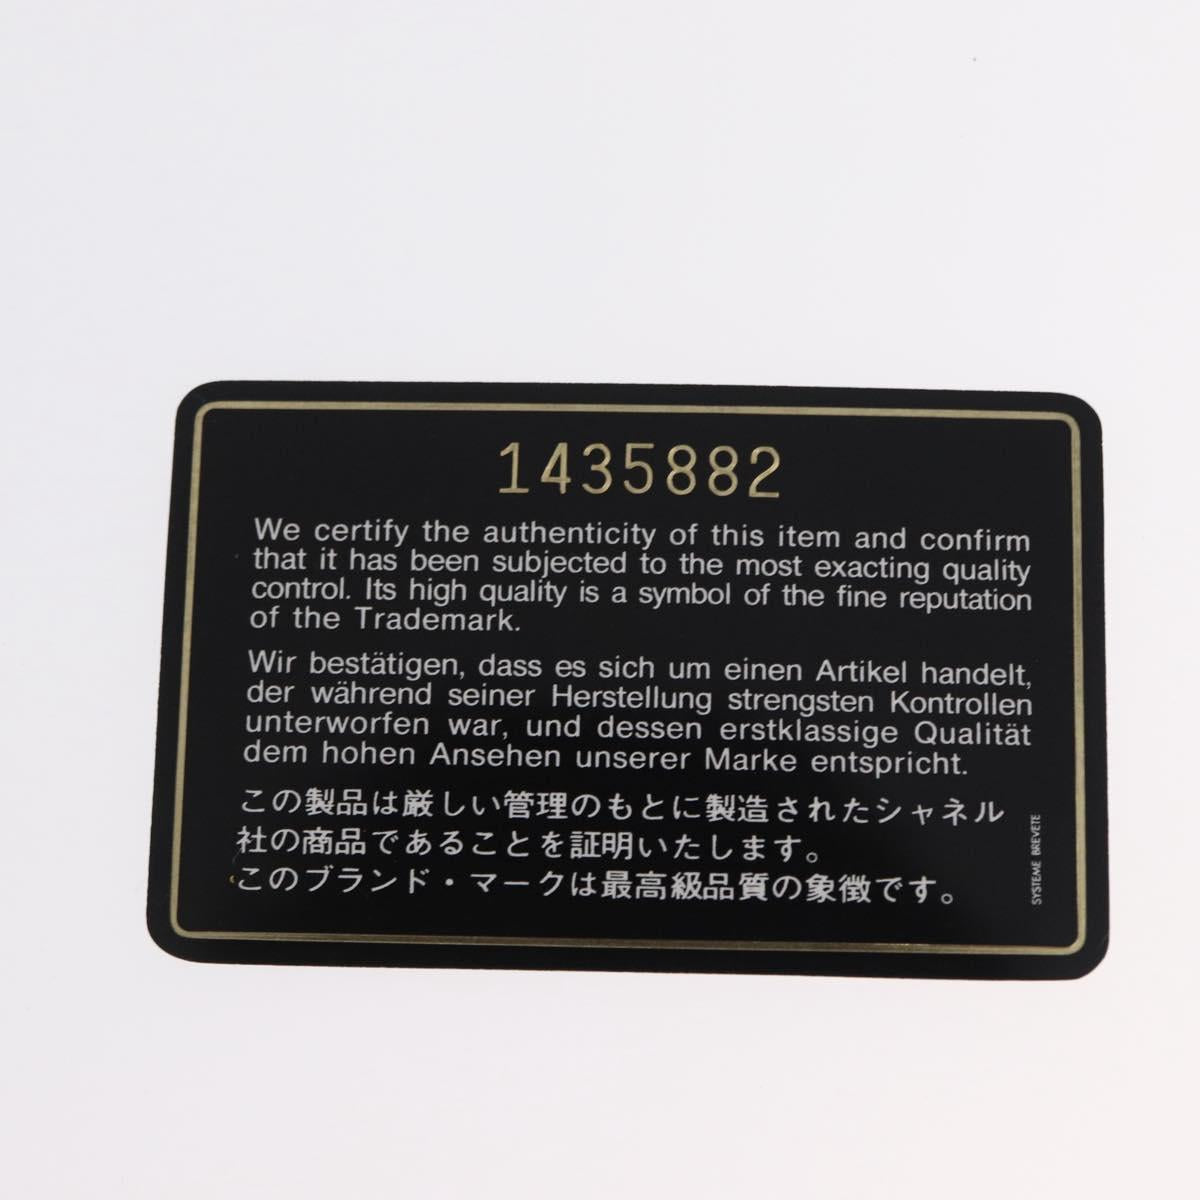 1435882
We certify the authenticity of this item and confirm
that it has been subjected to the most exacting quality
control. Its high quality is a symbol of the fine reputation
of the Trademark.
Wir bestätigen, dass es sich um einen Artikel handelt,
der während seiner Herstellung strengsten Kontrollen
unterworfen war, und dessen erstklassige Qualität
dem hohen Ansehen unserer Marke entspricht.
この製品は厳しい管理のもとに製造されたシャネル
社の商品であることを証明いたします。
このブランド・マークは最高級品質の象徴です。
SYSTEME BREVETE